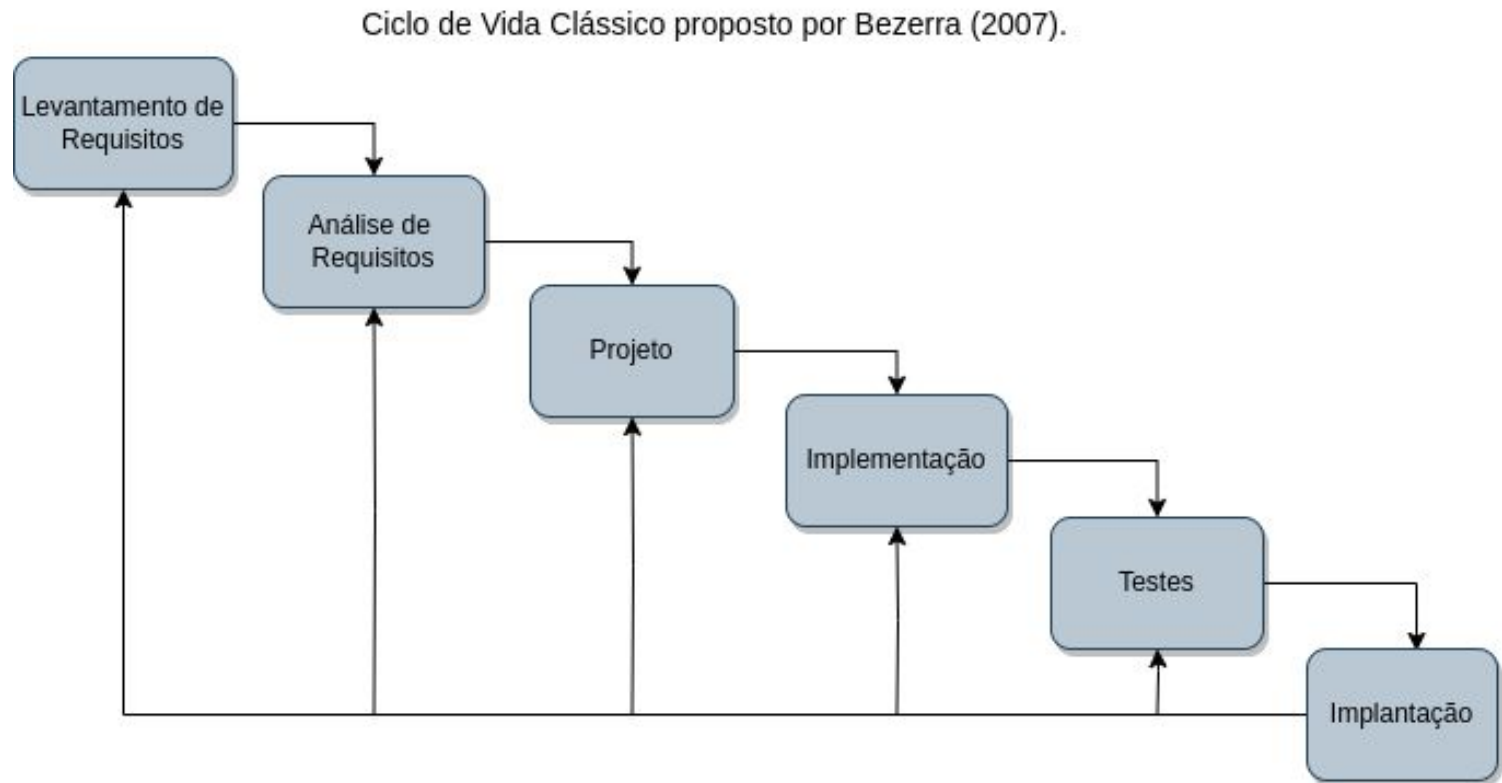 Ciclo de Vida Clássico proposto por Bezerra (2007).
Levantamento de
Requisitos
Análise de
Requisitos
Projeto
Implementação
Testes
Implantação